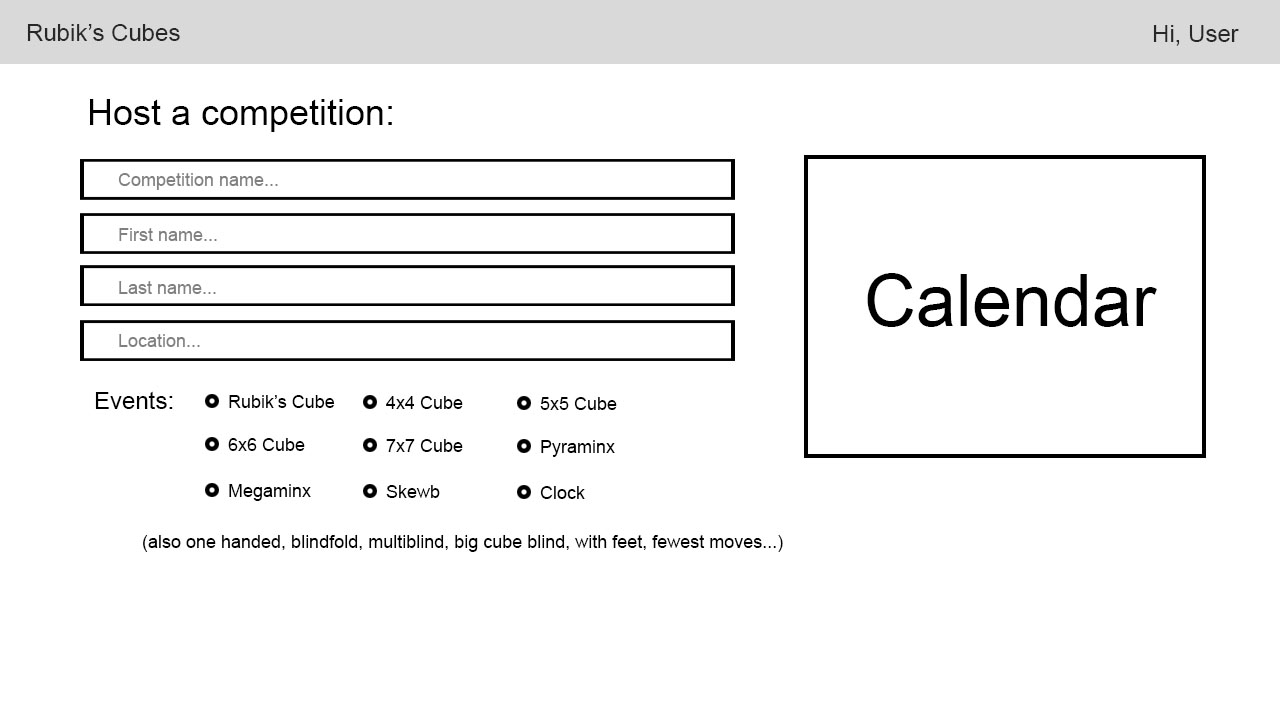 Rubik’s Cubes
Hi, User
Host a competition:
Competition name...
First name...
Last name...
Location...
Calendar
Events:
Rubik’s Cube
4x4 Cube
5x5 Cube
6x6 Cube
7x7 Cube
Pyraminx
Megaminx
Skewb
Clock
(also one handed, blindfold, multiblind, big cube blind, with feet, fewest moves...)